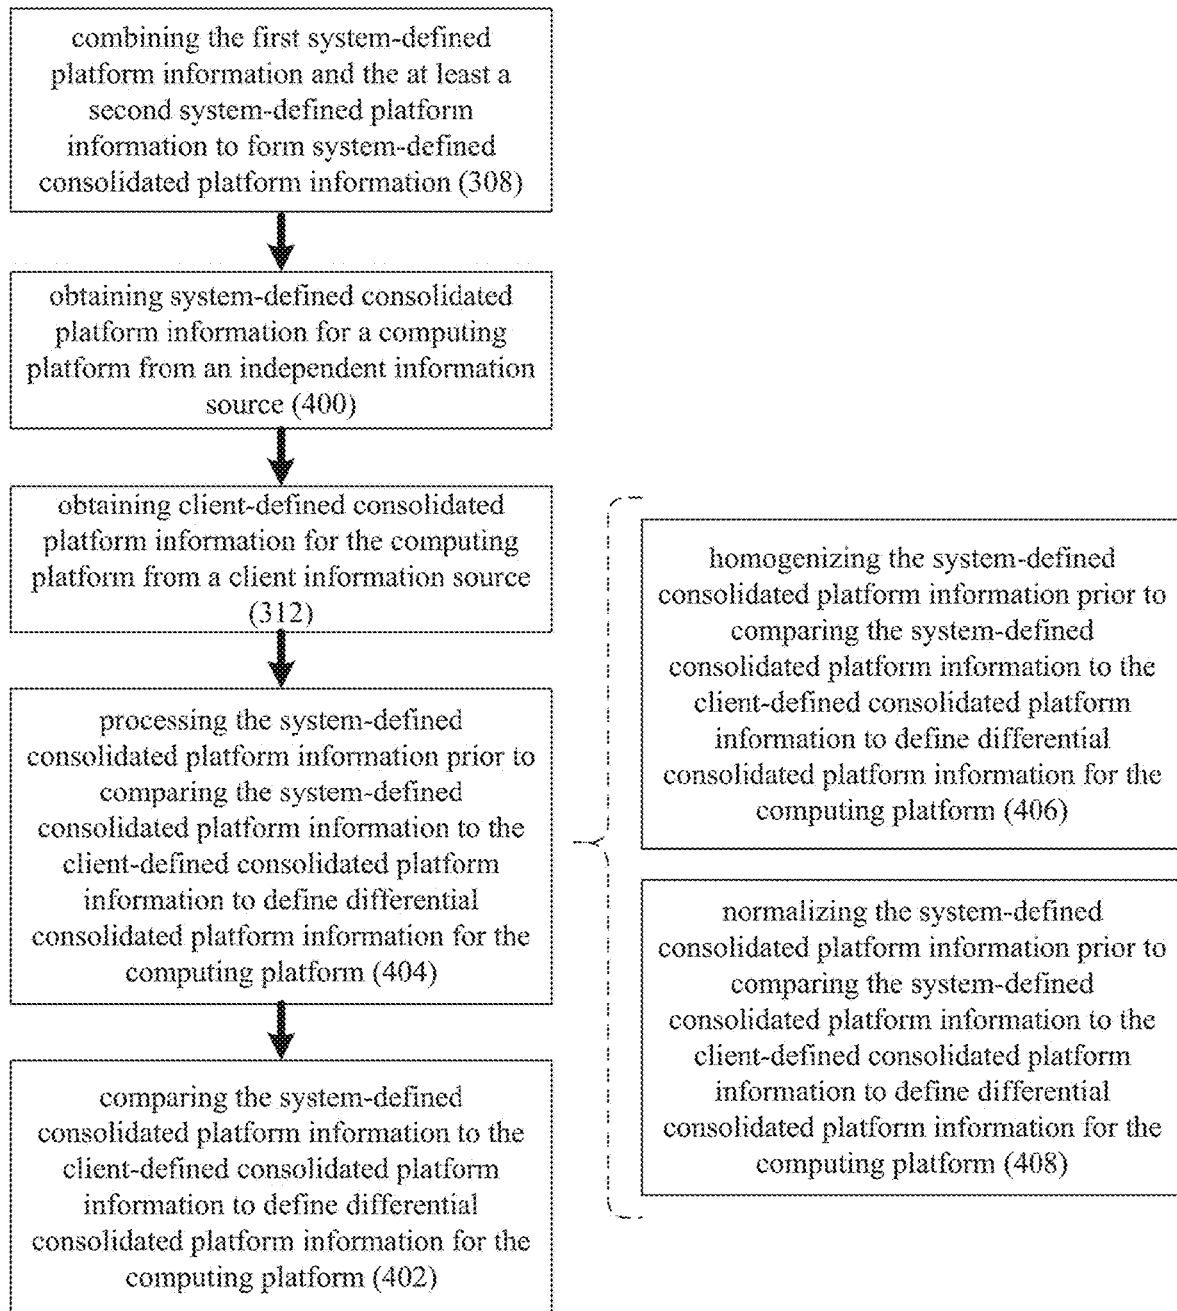 combining the first system-defined
platform information and the at least a
second system-defined platform
information to form system-defined
consolidated platform information (308)
obtaining system-defined consolidated
platform information for a computing
platform from an independent information
source (400)
obtaining client-defined consolidated
platform information for the computing
platform from a client information source
(312)
processing the system-defined
consolidated platform information prior to
comparing the system-defined
consolidated platform information to the
client-defined consolidated platform
information to define differential
consolidated platform information for the
computing platform (404)
comparing the system-defined
consolidated platform information to the
client-defined consolidated platform
information to define differential
consolidated platform information for the
computing platform (402)
homogenizing the system-defined
consolidated platform information prior to
comparing the system-defined
consolidated platform information to the
client-defined consolidated platform
information to define differential
consolidated platform information for the
computing platform (406)
normalizing the system-defined
consolidated platform information prior to
comparing the system-defined
consolidated platform information to the
client-defined consolidated platform
information to define differential
consolidated platform information for the
computing platform (408)